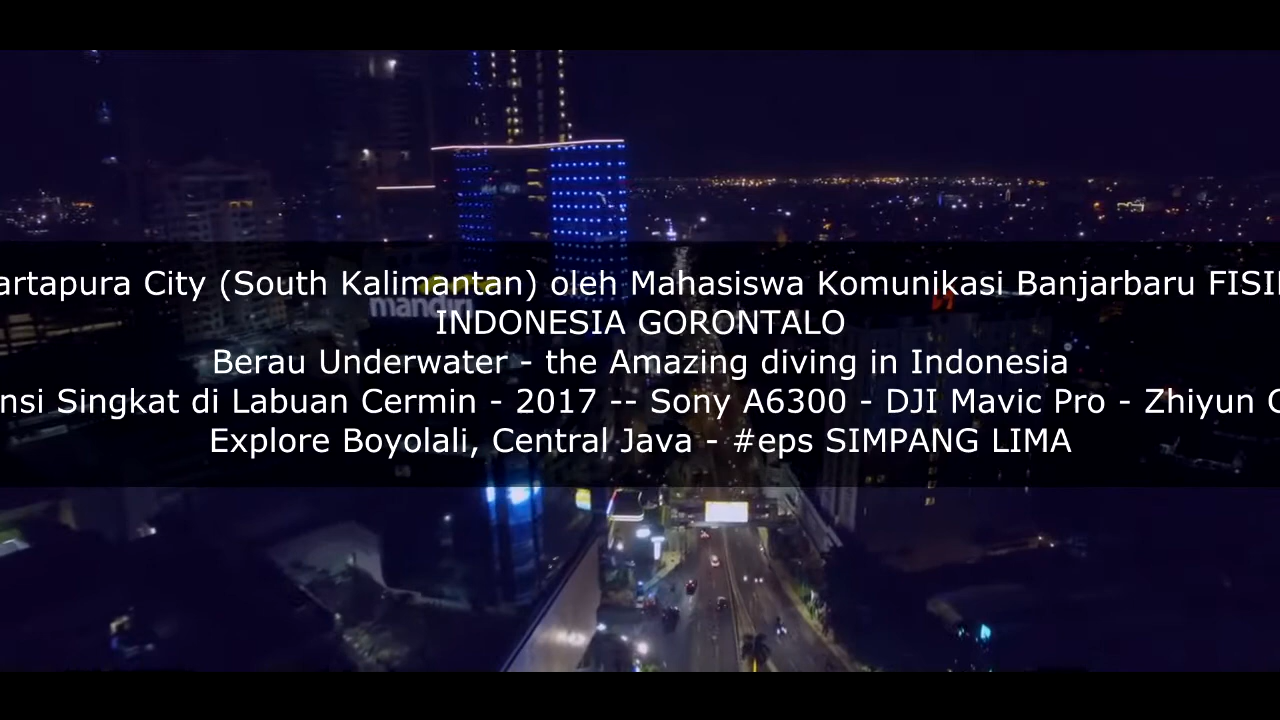 artapura City (South Kalimantan) oleh Mahasiswa Komunikasi Banjarbaru FISI
mandiri
INDONESIA GORONTALO
Berau Underwater - the Amazing diving in Indonesia
nsi Singkat di Labuan Cermin - 2017 -- Sony A6300 - DJI Mavic Pro - Zhiyun
Explore Boyolali, Central Java - #eps SIMPANG LIMA